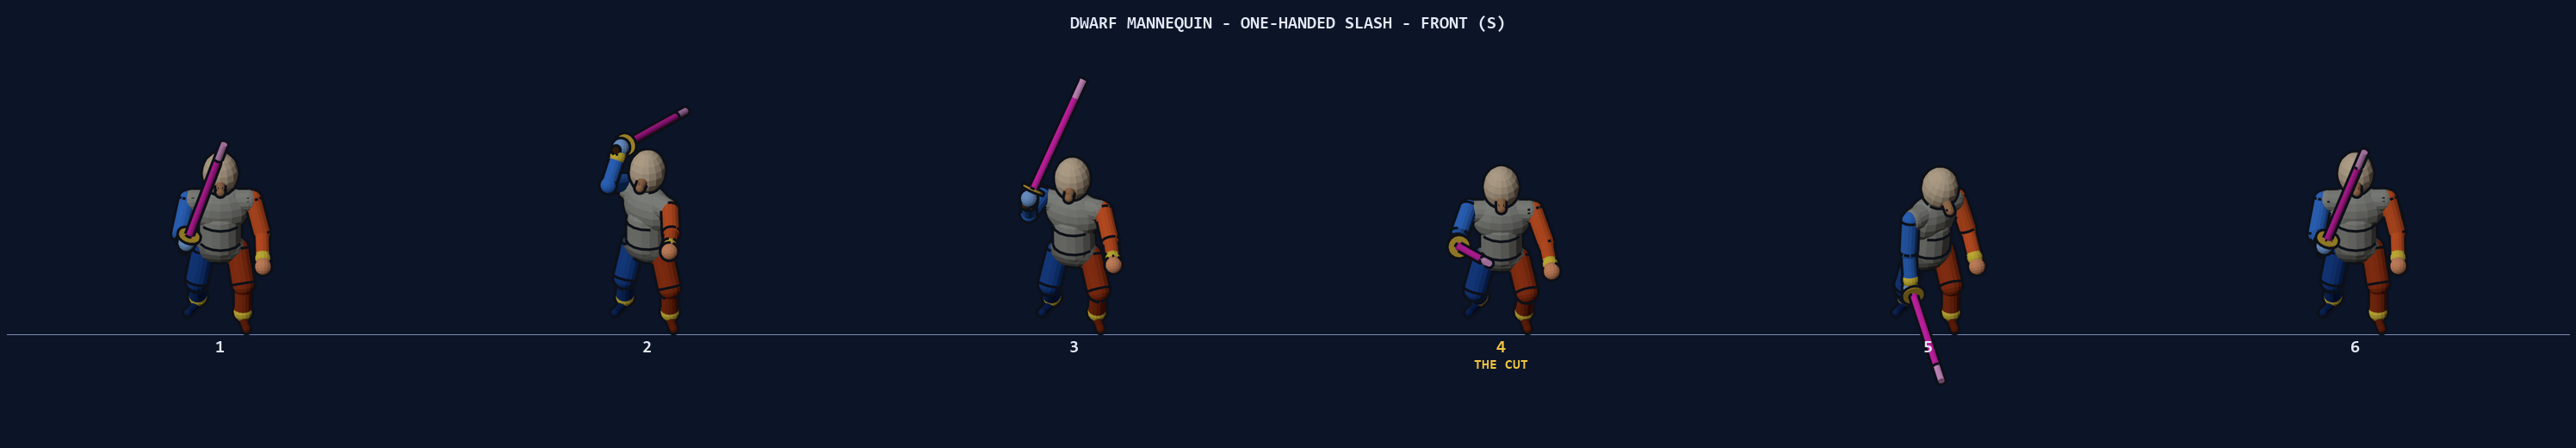 DWARF MANNEQUIN - ONE-HANDED SLASH - FRONT (S)
1 2 3 4 5 6
THE CUT